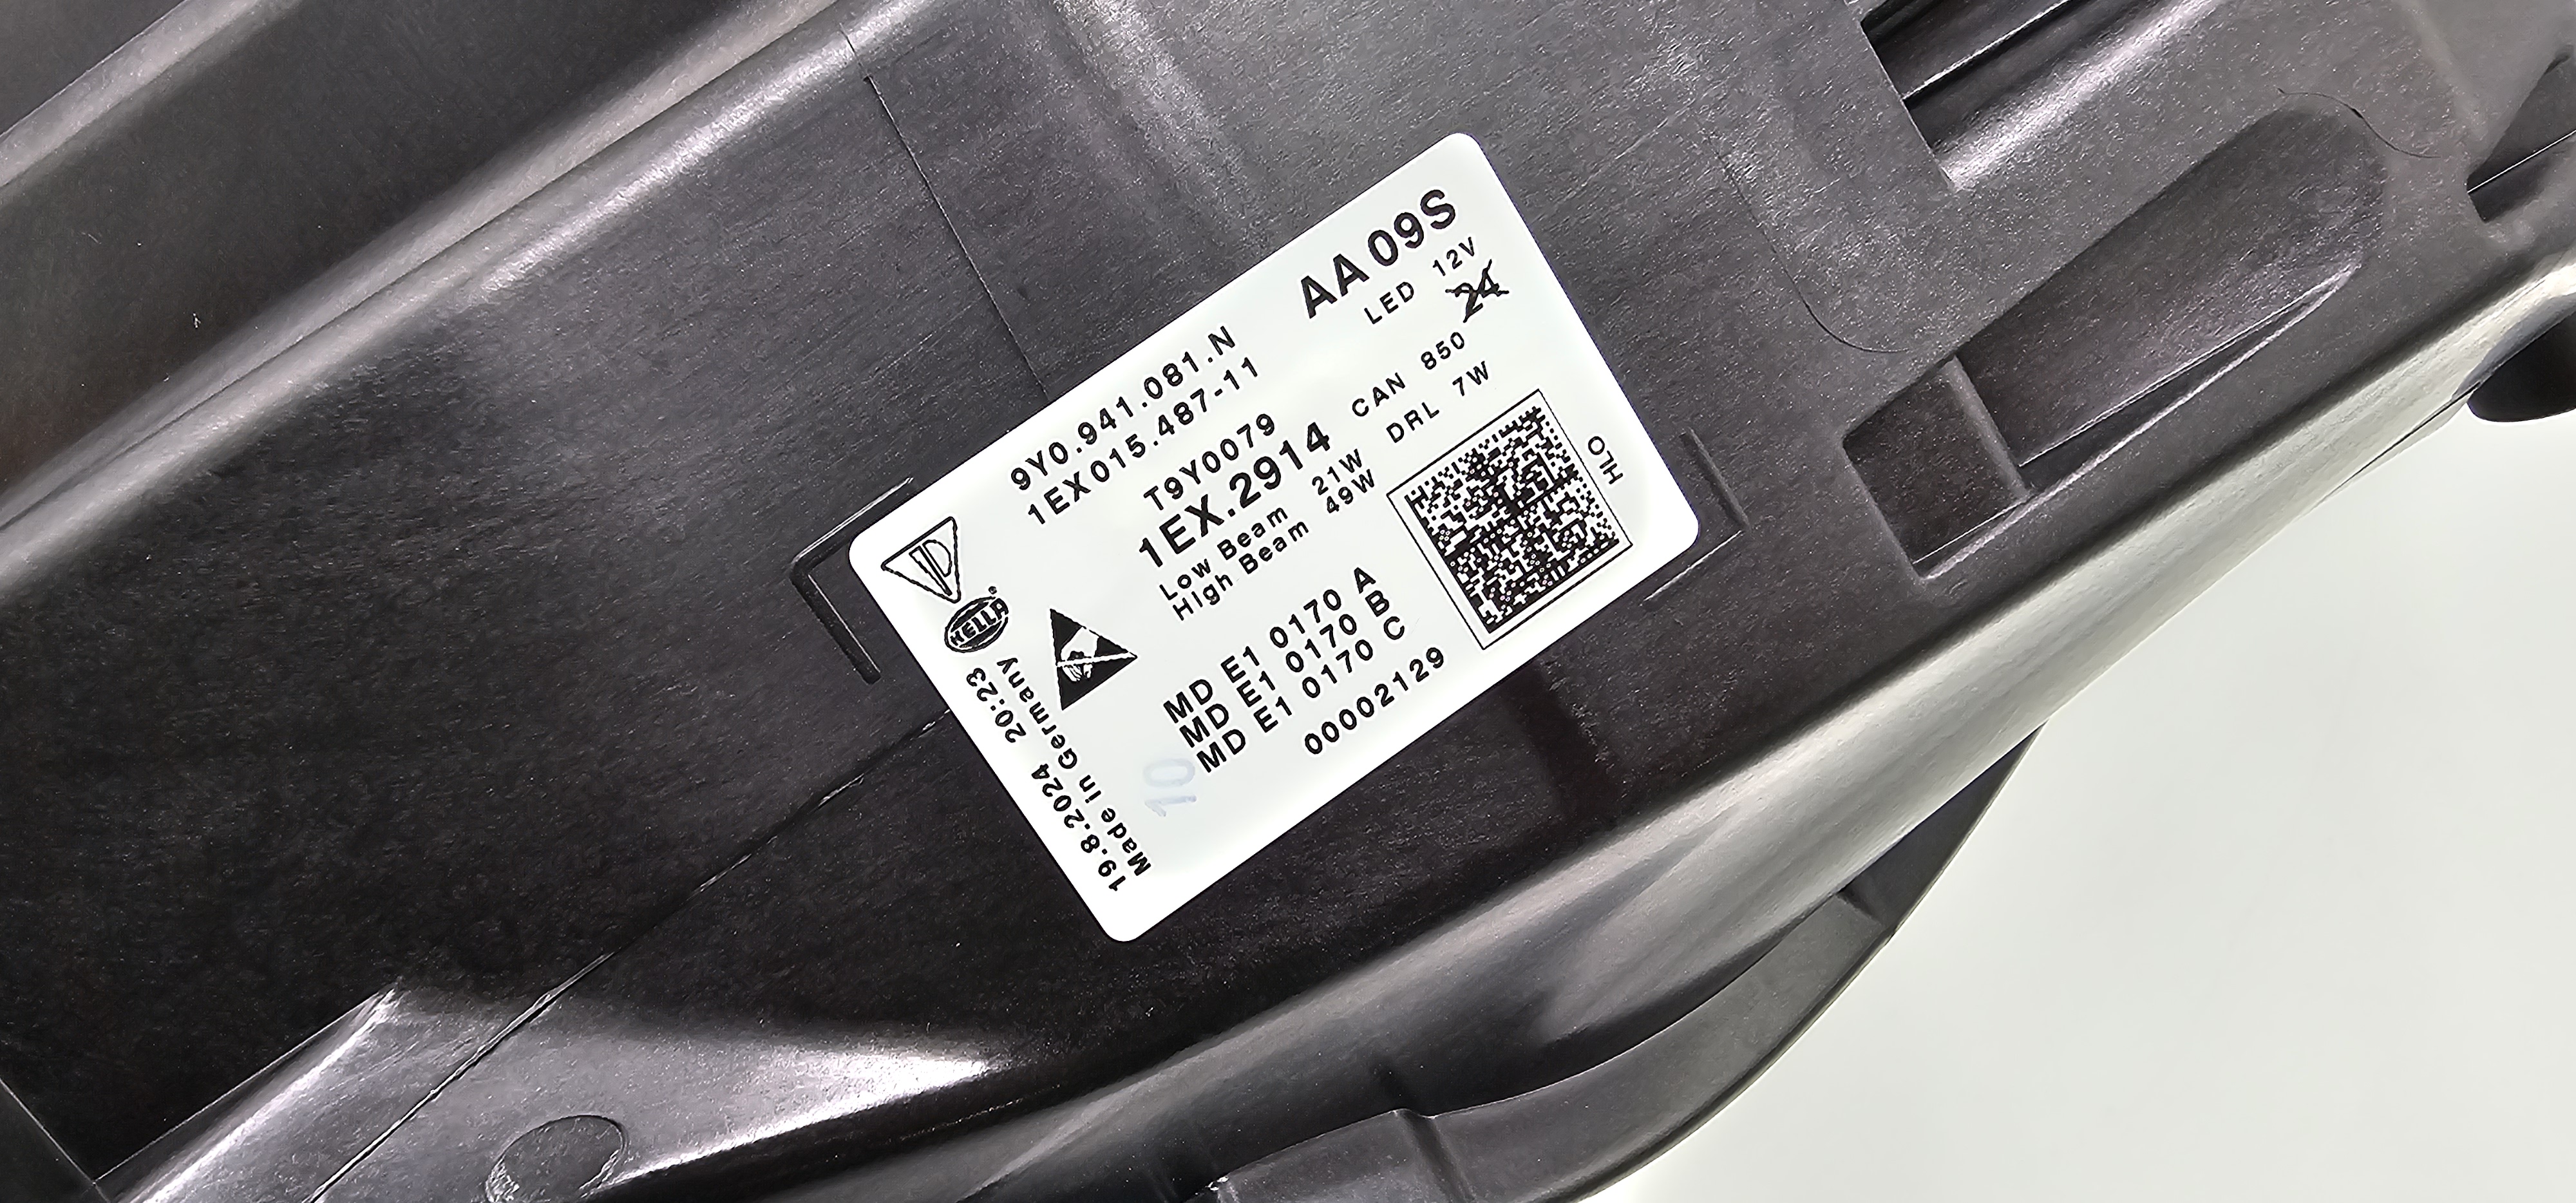 9Y0.941.081.N
1EX015.487-11
AA09S
LED 12V
24
T9Y0079
1EX.2914
CAN 850
Low Beam 21W
High Beam 49W
DRL 7W
HLO
HELLA
®
MD E1 0170 A
MD E1 0170 B
MD E1 0170 C
00002129
19.8.2024 20:23
Made in Germany
10